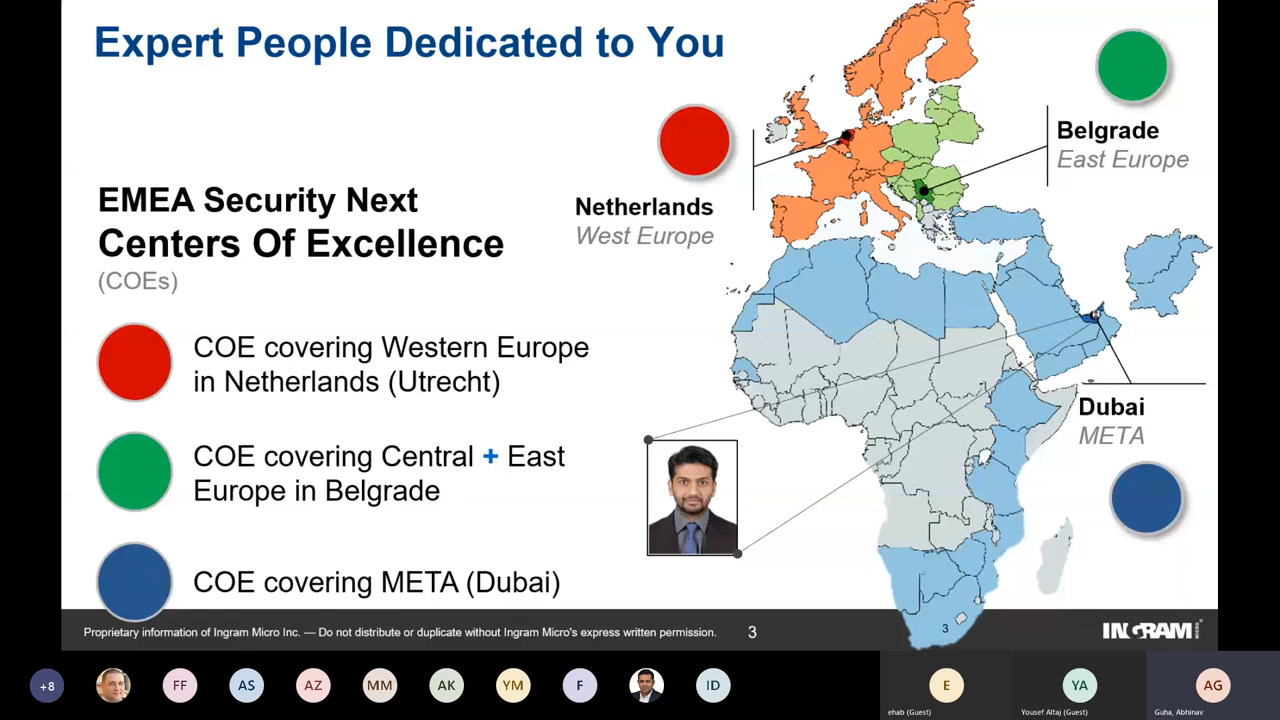 Expert People Dedicated to You
Belgrade
East Europe
Netherlands
West Europe
EMEA Security Next
Centers Of Excellence
(COEs)
COE covering Western Europe
in Netherlands (Utrecht)
COE covering Central + East
Europe in Belgrade
COE covering META (Dubai)
Dubai
META
3
Proprietary information of Ingram Micro Inc. — Do not distribute or duplicate without Ingram Micro's express written permission.
3
INGRAM MICRO
+8
FF
AS
AZ
MM
AK
YM
F
ID
E
YA
AG
ehab (Guest)
Yousef Altaj (Guest)
Guha, Abhinav